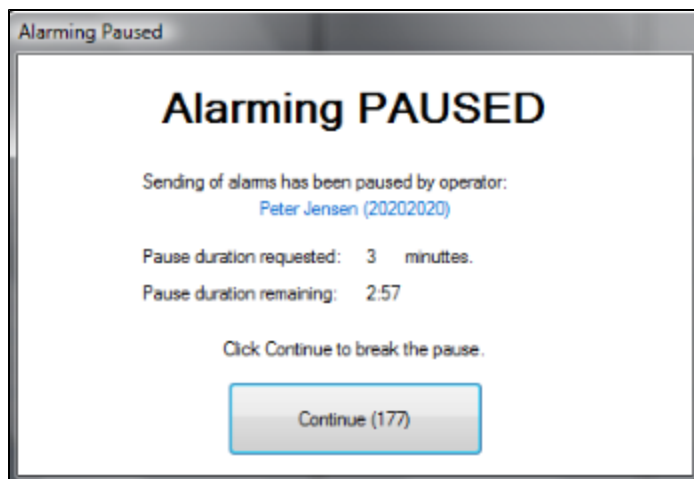 Alarming Paused
Alarming PAUSED
Sending of alarms has been paused by operator:
Peter Jensen (20202020)
Pause duration requested: 3 minuttes.
Pause duration remaining: 2:57
Click Continue to break the pause.
Continue (177)